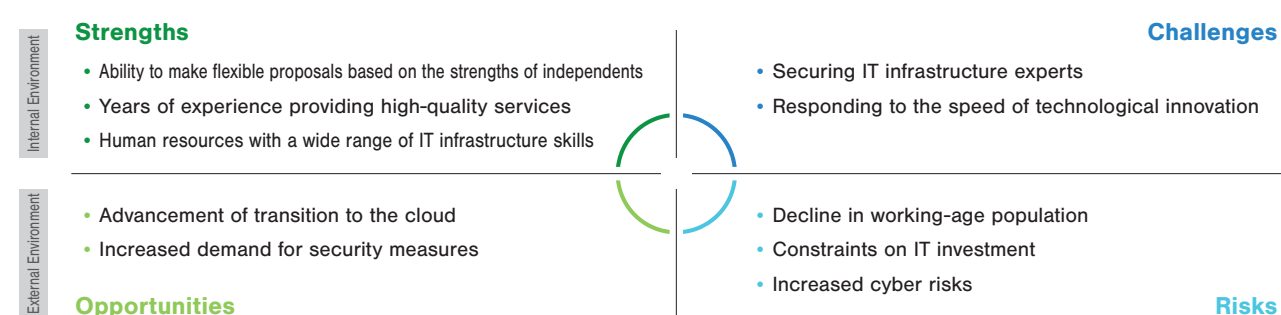 Internal Environment
Strengths
• Ability to make flexible proposals based on the strengths of independents
• Years of experience providing high-quality services
• Human resources with a wide range of IT infrastructure skills
Challenges
• Securing IT infrastructure experts
• Responding to the speed of technological innovation
External Environment
• Advancement of transition to the cloud
• Increased demand for security measures
Opportunities
• Decline in working-age population
• Constraints on IT investment
• Increased cyber risks
Risks